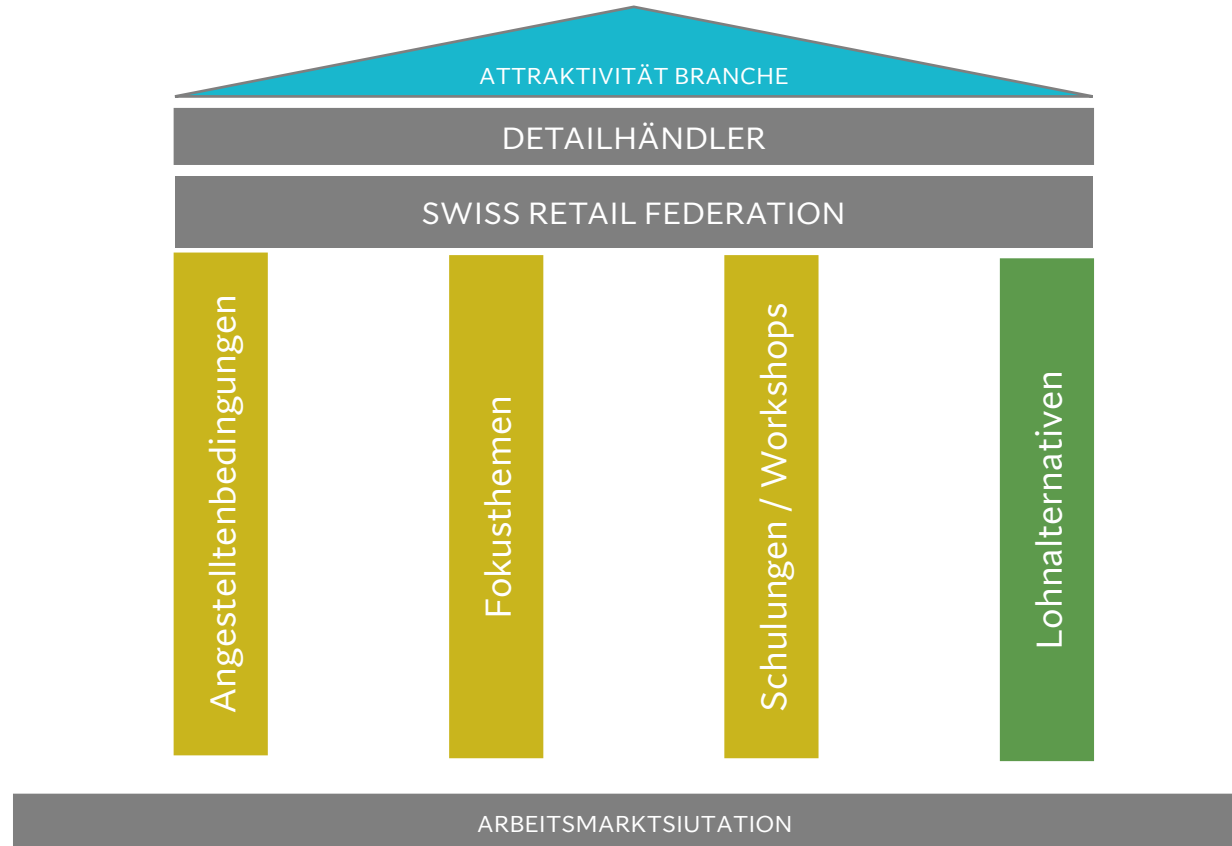 ATTRAKTIVITÄT BRANCHE
DETAILHÄNDLER
SWISS RETAIL FEDERATION
Angestelltenbedingungen
Fokusthemen
Schulungen / Workshops
Lohnalternativen
ARBEITSMARKTSIUTATION